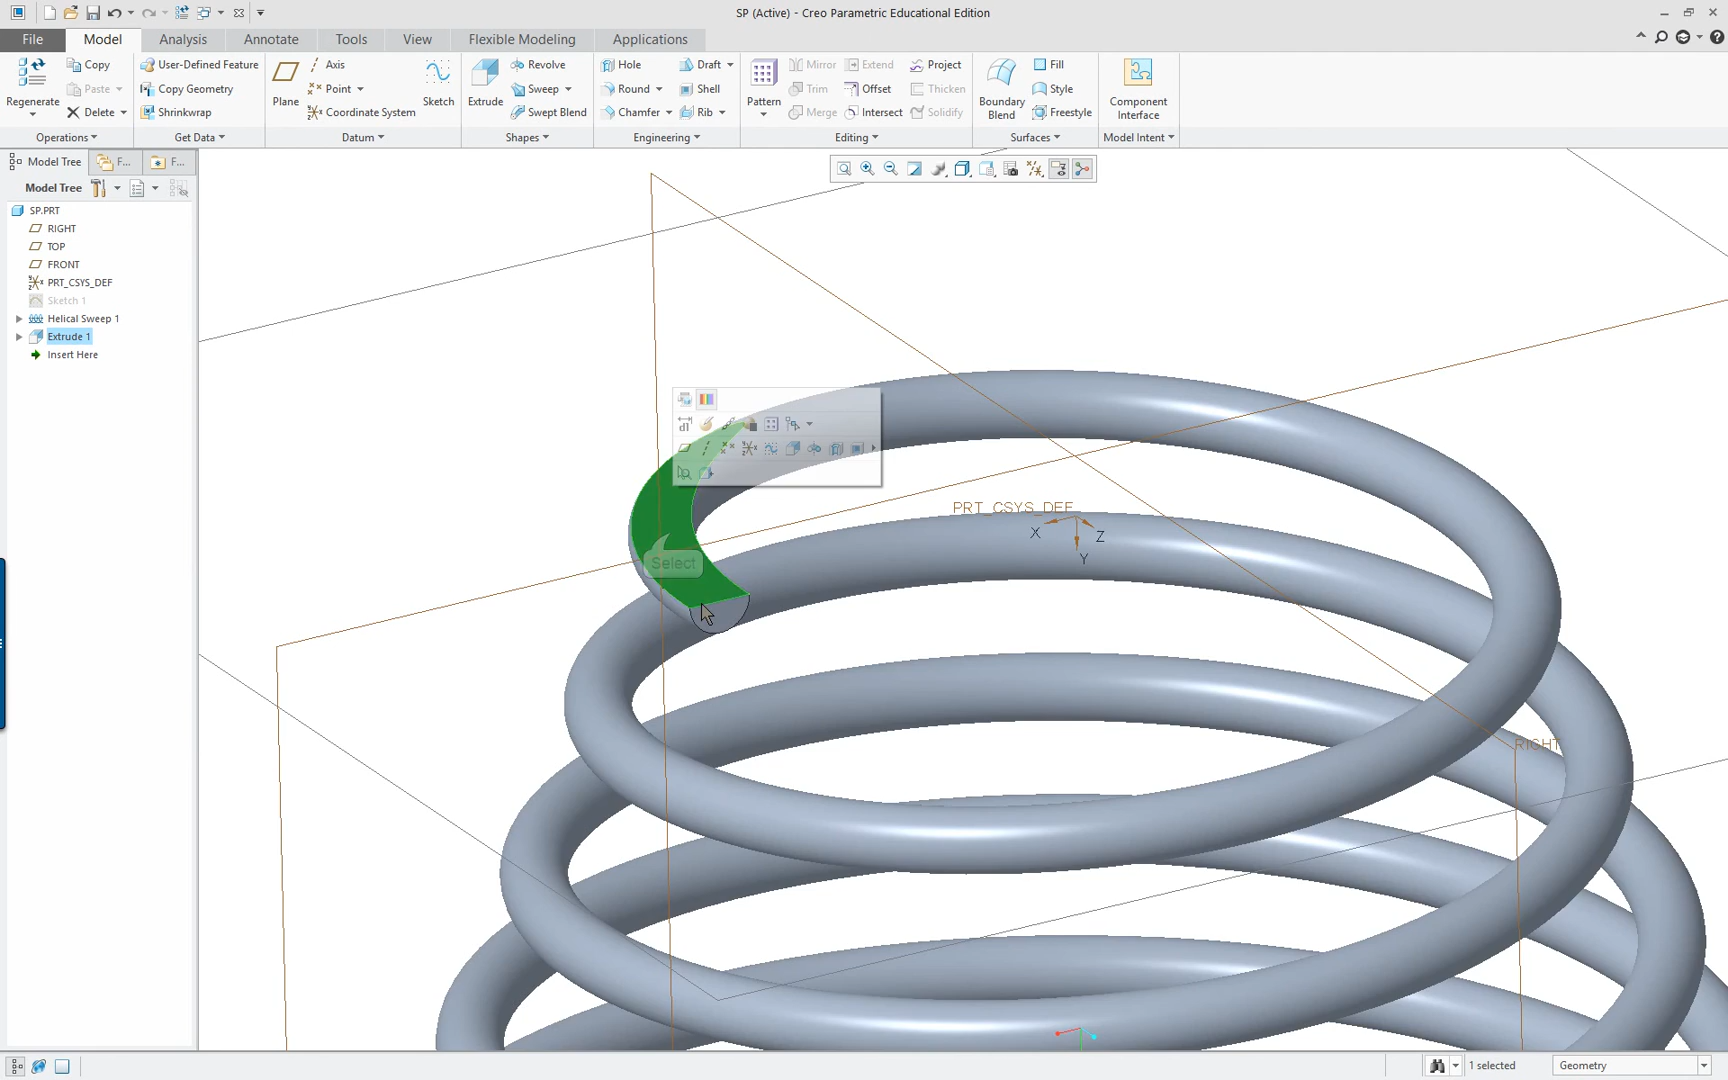 SP (Active) - Creo Parametric Educational Edition
File Model Analysis Annotate Tools View Flexible Modeling Applications
Regenerate
Copy
Paste
Delete
Operations
User-Defined Feature
Copy Geometry
Shrinkwrap
Get Data
Plane
Axis
Point
Coordinate System
Sketch
Datum
Extrude
Revolve
Sweep
Swept Blend
Shapes
Hole
Round
Chamfer
Draft
Shell
Rib
Engineering
Pattern
Mirror
Trim
Merge
Extend
Offset
Intersect
Project
Thicken
Solidify
Editing
Boundary
Blend
Fill
Style
Freestyle
Surfaces
Component
Interface
Model Intent
Model Tree
F...
F...
Model Tree
SP.PRT
RIGHT
TOP
FRONT
PRT_CSYS_DEF
Sketch 1
Helical Sweep 1
Extrude 1
Insert Here
PRT_CSYS_DEF
X
Z
Y
Select
RIGHT
1 selected
Geometry